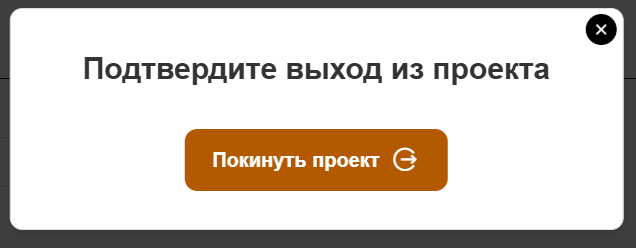 Подтвердите выход из проекта
Покинуть проект